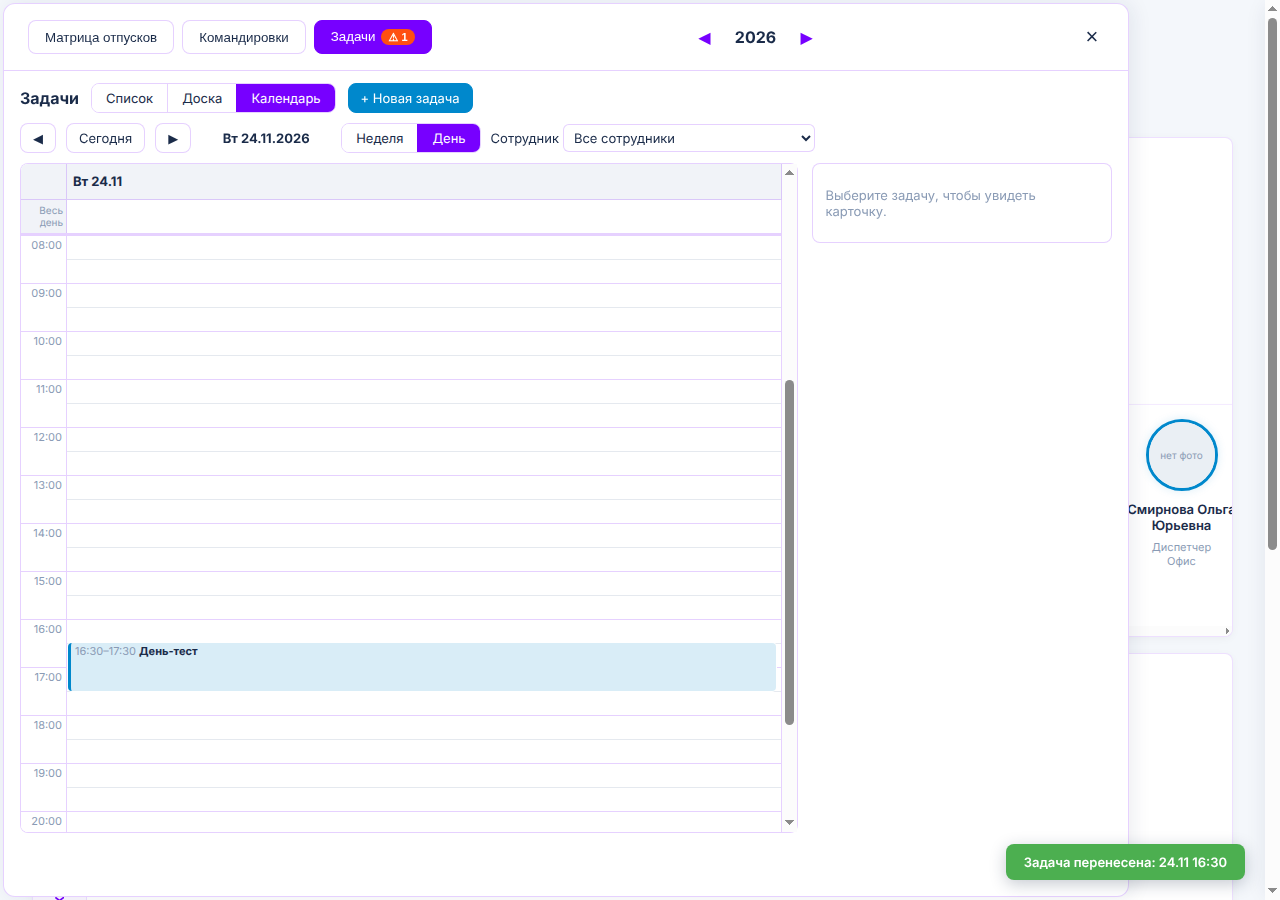 Матрица отпусков
Командировки
Задачи ⚠ 1
◀ 2026 ▶
×
Задачи
Список
Доска
Календарь
+ Новая задача
◀ Сегодня ▶
Вт 24.11.2026
Неделя
День
Сотрудник
Все сотрудники
Вт 24.11
Весь
день
08:00
09:00
10:00
11:00
12:00
13:00
14:00
15:00
16:00
16:30–17:30 День-тест
17:00
18:00
19:00
20:00
Выберите задачу, чтобы увидеть
карточку.
нет фото
Смирнова Ольга
Юрьевна
Диспетчер
Офис
Задача перенесена: 24.11 16:30